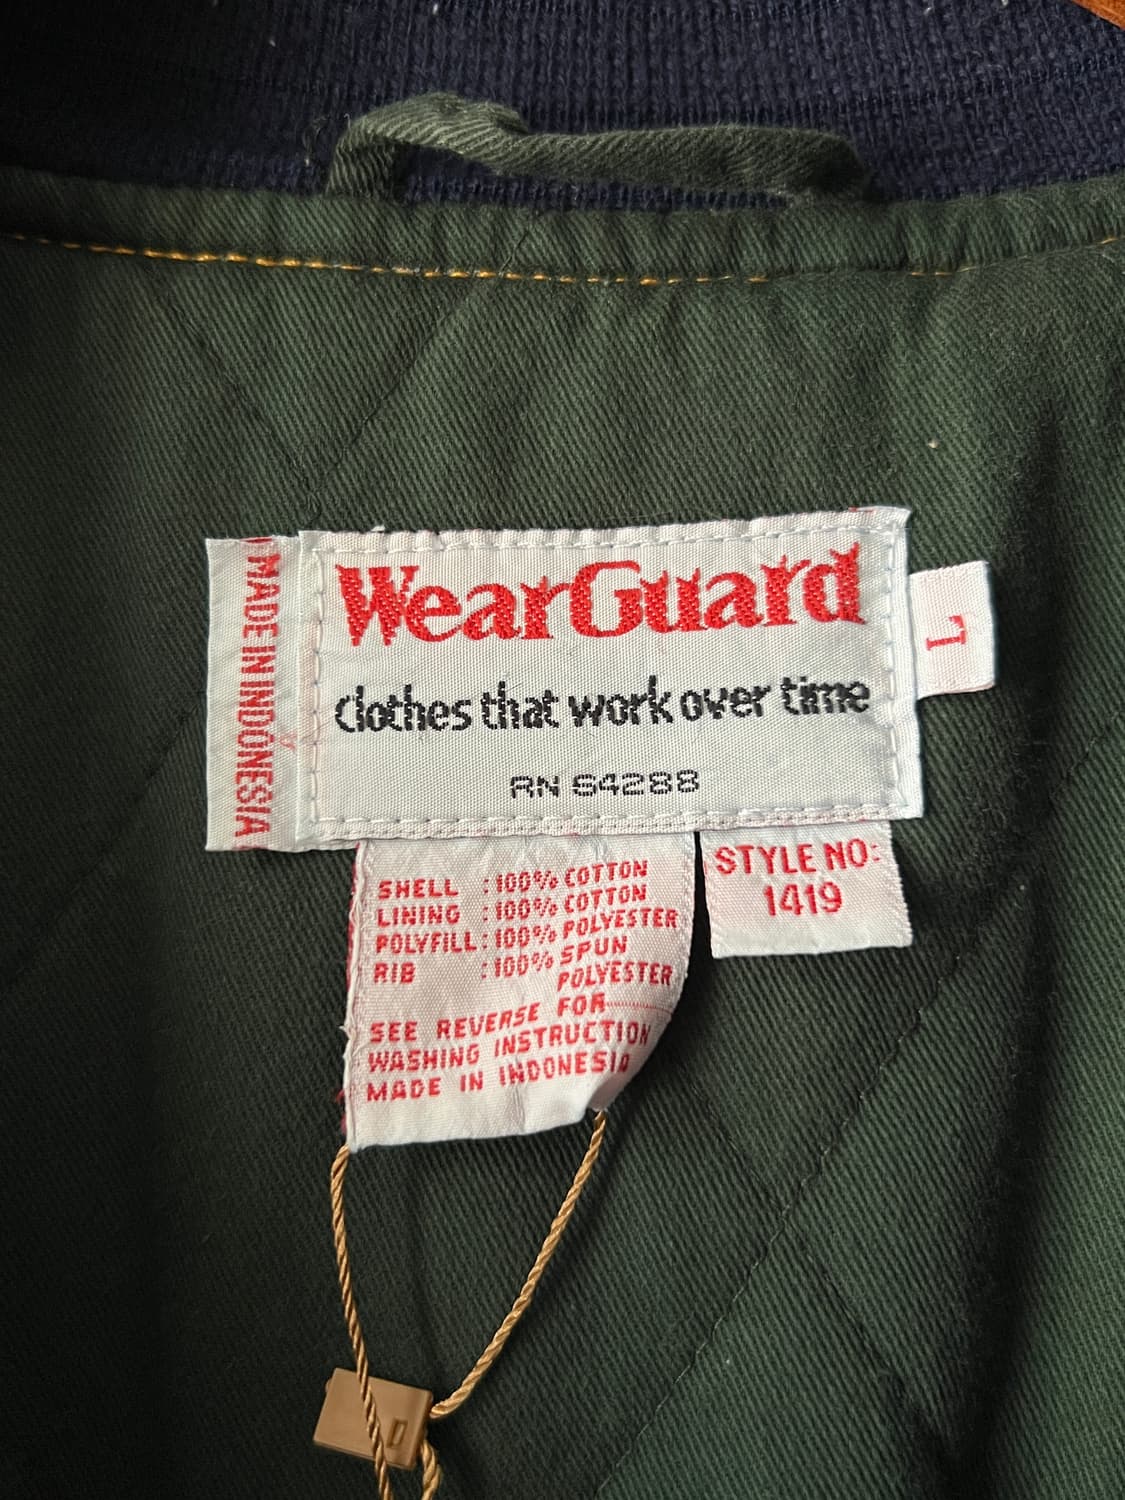 MADE IN INDONESIA
WearGuard
clothes that work over time
RN 64288
L
SHELL : 100% COTTON
LINING : 100% COTTON
POLYFILL : 100% POLYESTER
RIB : 100% SPUN
POLYESTER
SEE REVERSE FOR
WASHING INSTRUCTION
MADE IN INDONESIA
STYLE NO:
1419